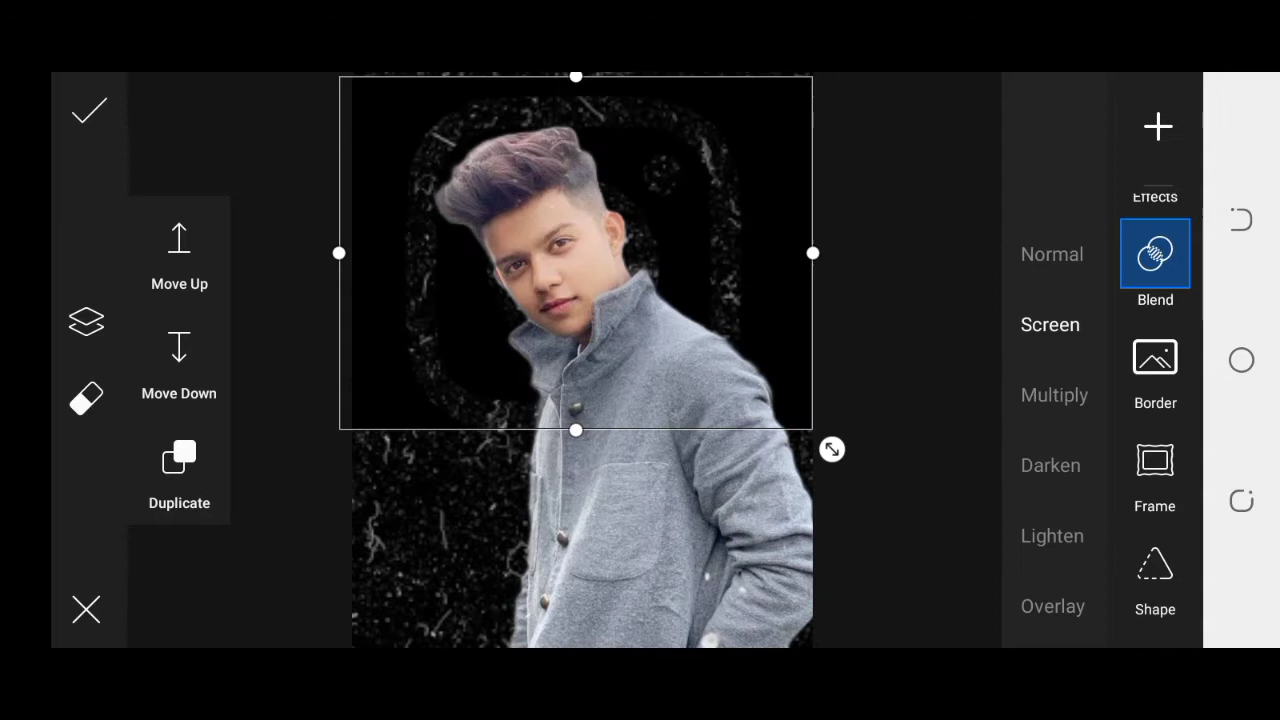 Move Up
Move Down
Duplicate
Normal
Screen
Multiply
Darken
Lighten
Overlay
Effects
Blend
Border
Frame
Shape